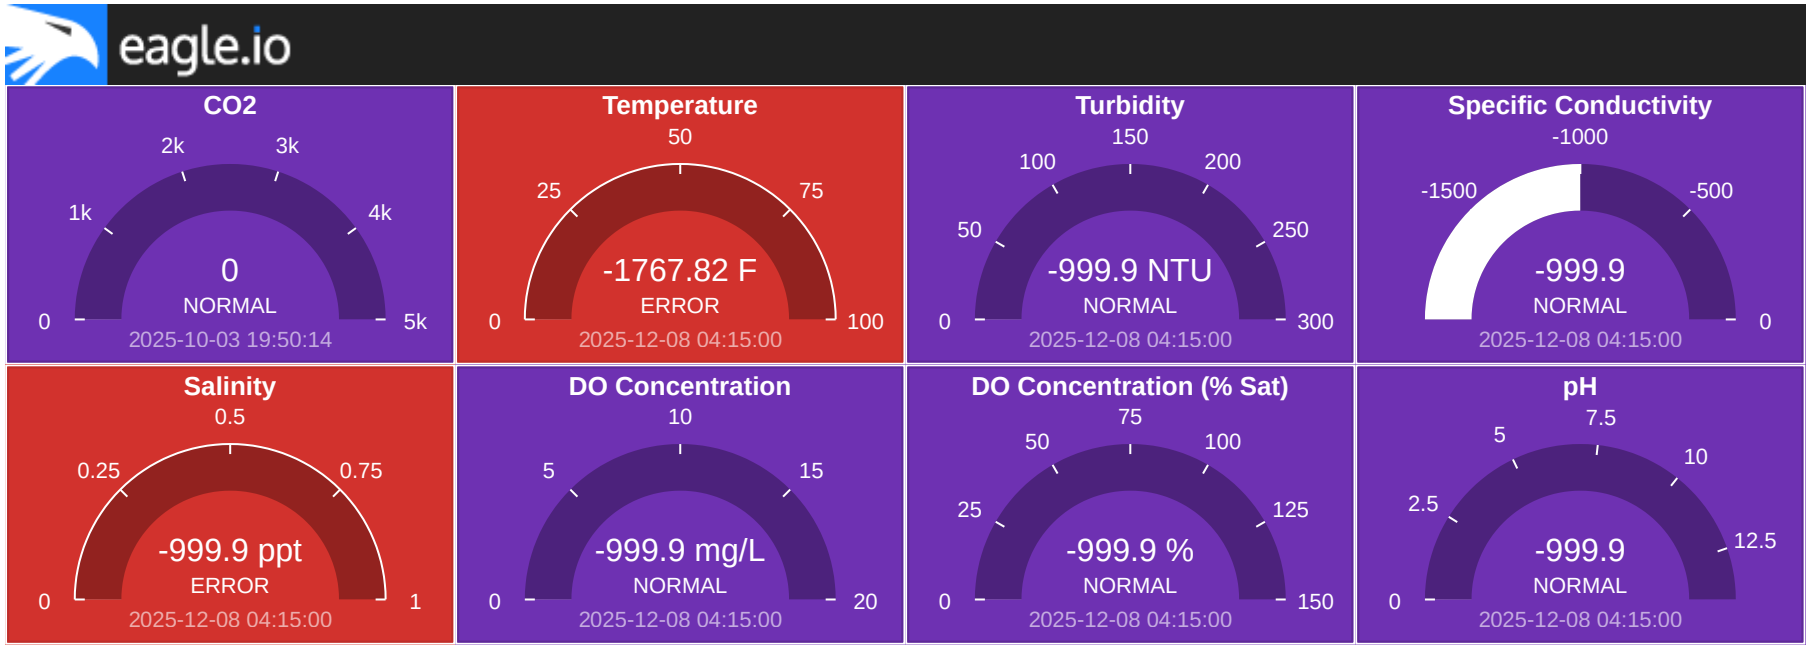 eagle.io
CO2
0
1k
2k
3k
4k
5k
0
NORMAL
2025-10-03 19:50:14
Temperature
0
25
50
75
100
-1767.82 F
ERROR
2025-12-08 04:15:00
Turbidity
0
50
100
150
200
250
300
-999.9 NTU
NORMAL
2025-12-08 04:15:00
Specific Conductivity
-1500
-1000
-500
0
-999.9
NORMAL
2025-12-08 04:15:00
Salinity
0
0.25
0.5
0.75
1
-999.9 ppt
ERROR
2025-12-08 04:15:00
DO Concentration
0
5
10
15
20
-999.9 mg/L
NORMAL
2025-12-08 04:15:00
DO Concentration (% Sat)
0
25
50
75
100
125
150
-999.9 %
NORMAL
2025-12-08 04:15:00
pH
0
2.5
5
7.5
10
12.5
-999.9
NORMAL
2025-12-08 04:15:00